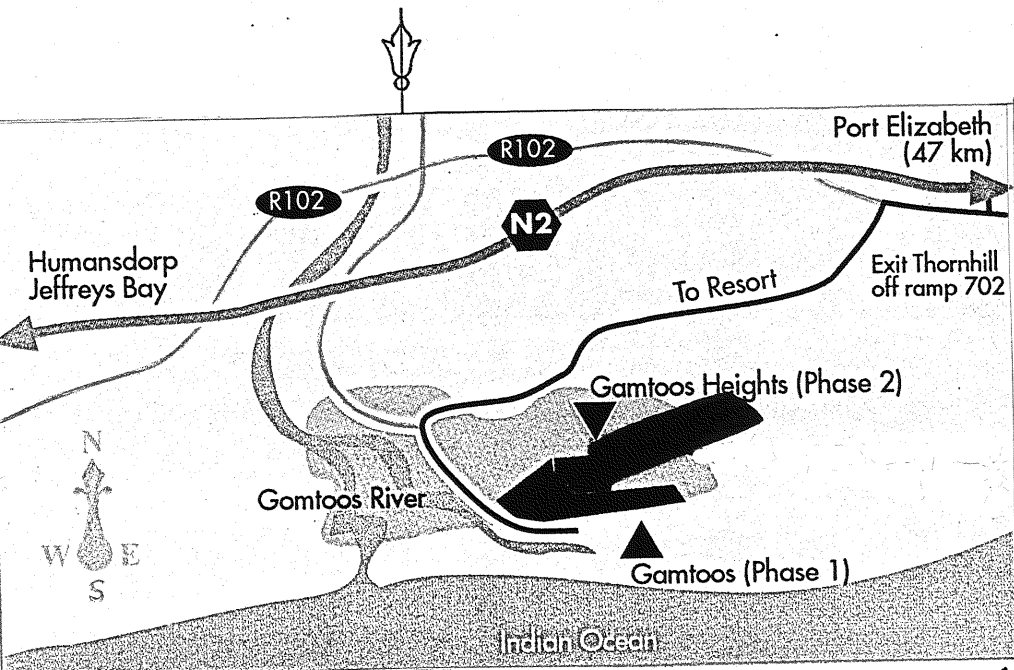 Port Elizabeth
(47 km)
R102
R102
N2
Humansdorp
Jeffreys Bay
Exit Thornhill
off ramp 702
To Resort
Gamtoos Heights (Phase 2)
N
Gomtoos River
W E
S
Gamtoos (Phase 1)
Indian Ocean